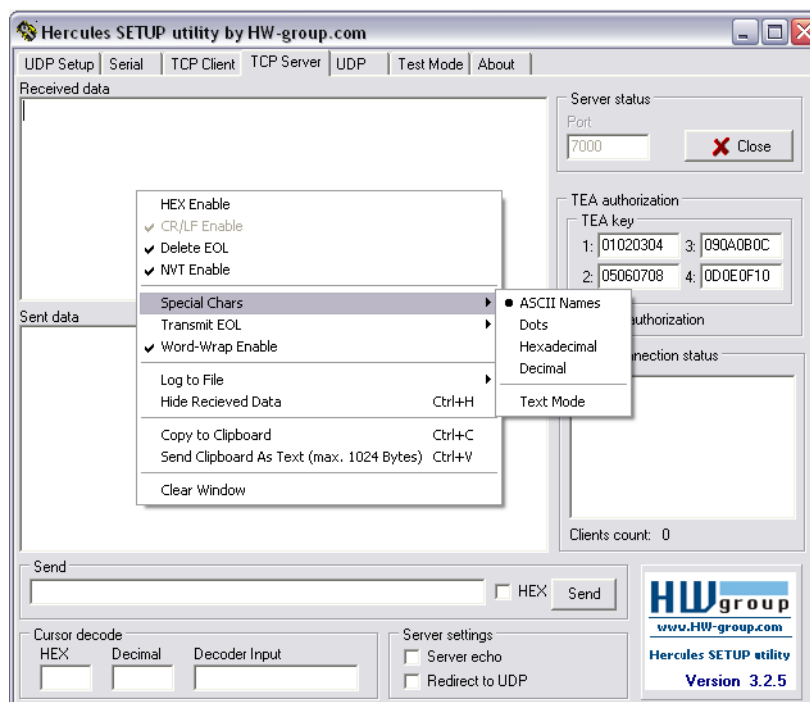 Hercules SETUP utility by HW-group.com
UDP Setup Serial TCP Client TCP Server UDP Test Mode About
Received data
Server status
Port
7000 Close
TEA authorization
TEA key
1: 01020304 3: 090A0B0C
2: 05060708 4: 0D0E0F10
uthorization
nection status
Clients count: 0
HEX Enable
CR/LF Enable
Delete EOL
NVT Enable
Special Chars
Transmit EOL
Word-Wrap Enable
Log to File
Hide Recieved Data Ctrl+H
Copy to Clipboard Ctrl+C
Send Clipboard As Text (max. 1024 Bytes) Ctrl+V
Clear Window
ASCII Names
Dots
Hexadecimal
Decimal
Text Mode
Sent data
Send
HEX Send
Cursor decode
HEX Decimal Decoder Input
Server settings
Server echo
Redirect to UDP
HW group
www.HW-group.com
Hercules SETUP utility
Version 3.2.5